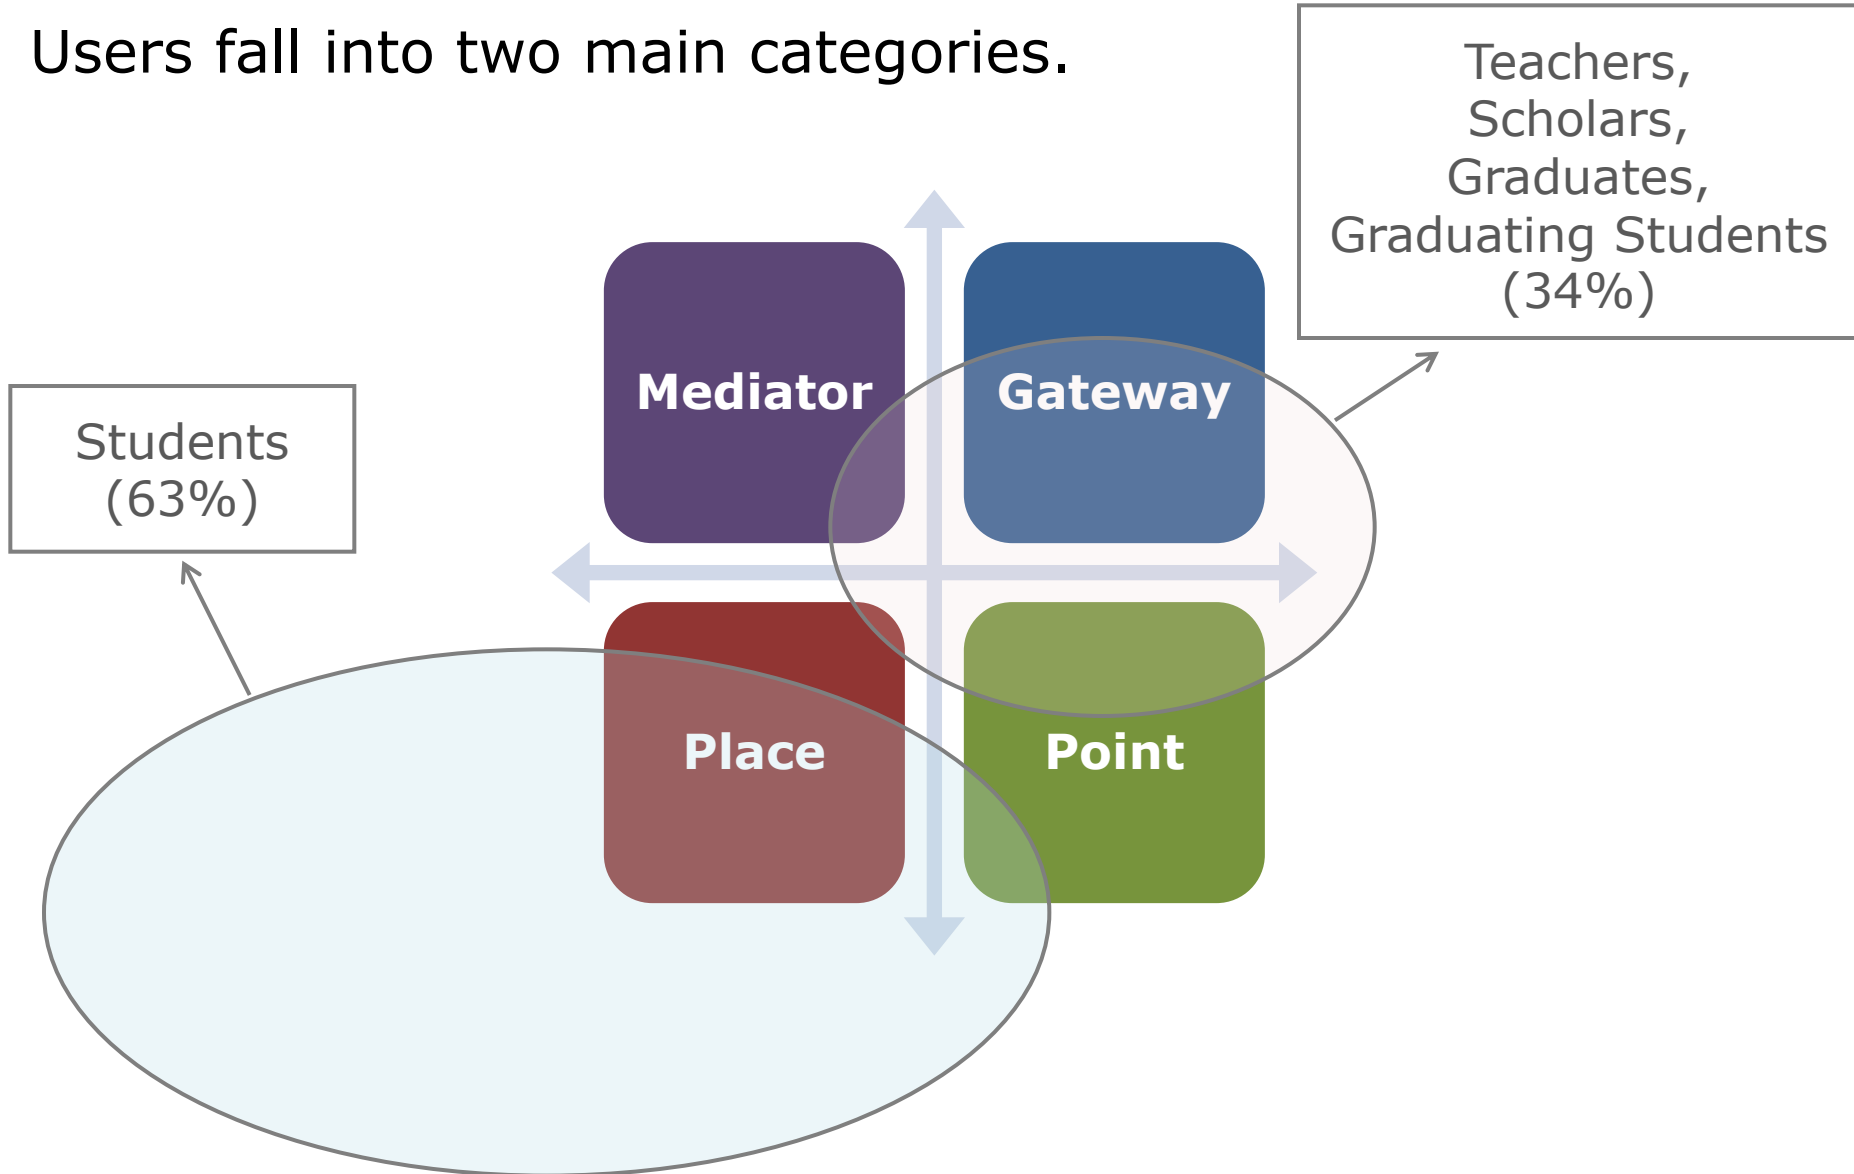 Users fall into two main categories.
Teachers,
Scholars,
Graduates,
Graduating Students
(34%)
Mediator
Gateway
Students
(63%)
Place
Point